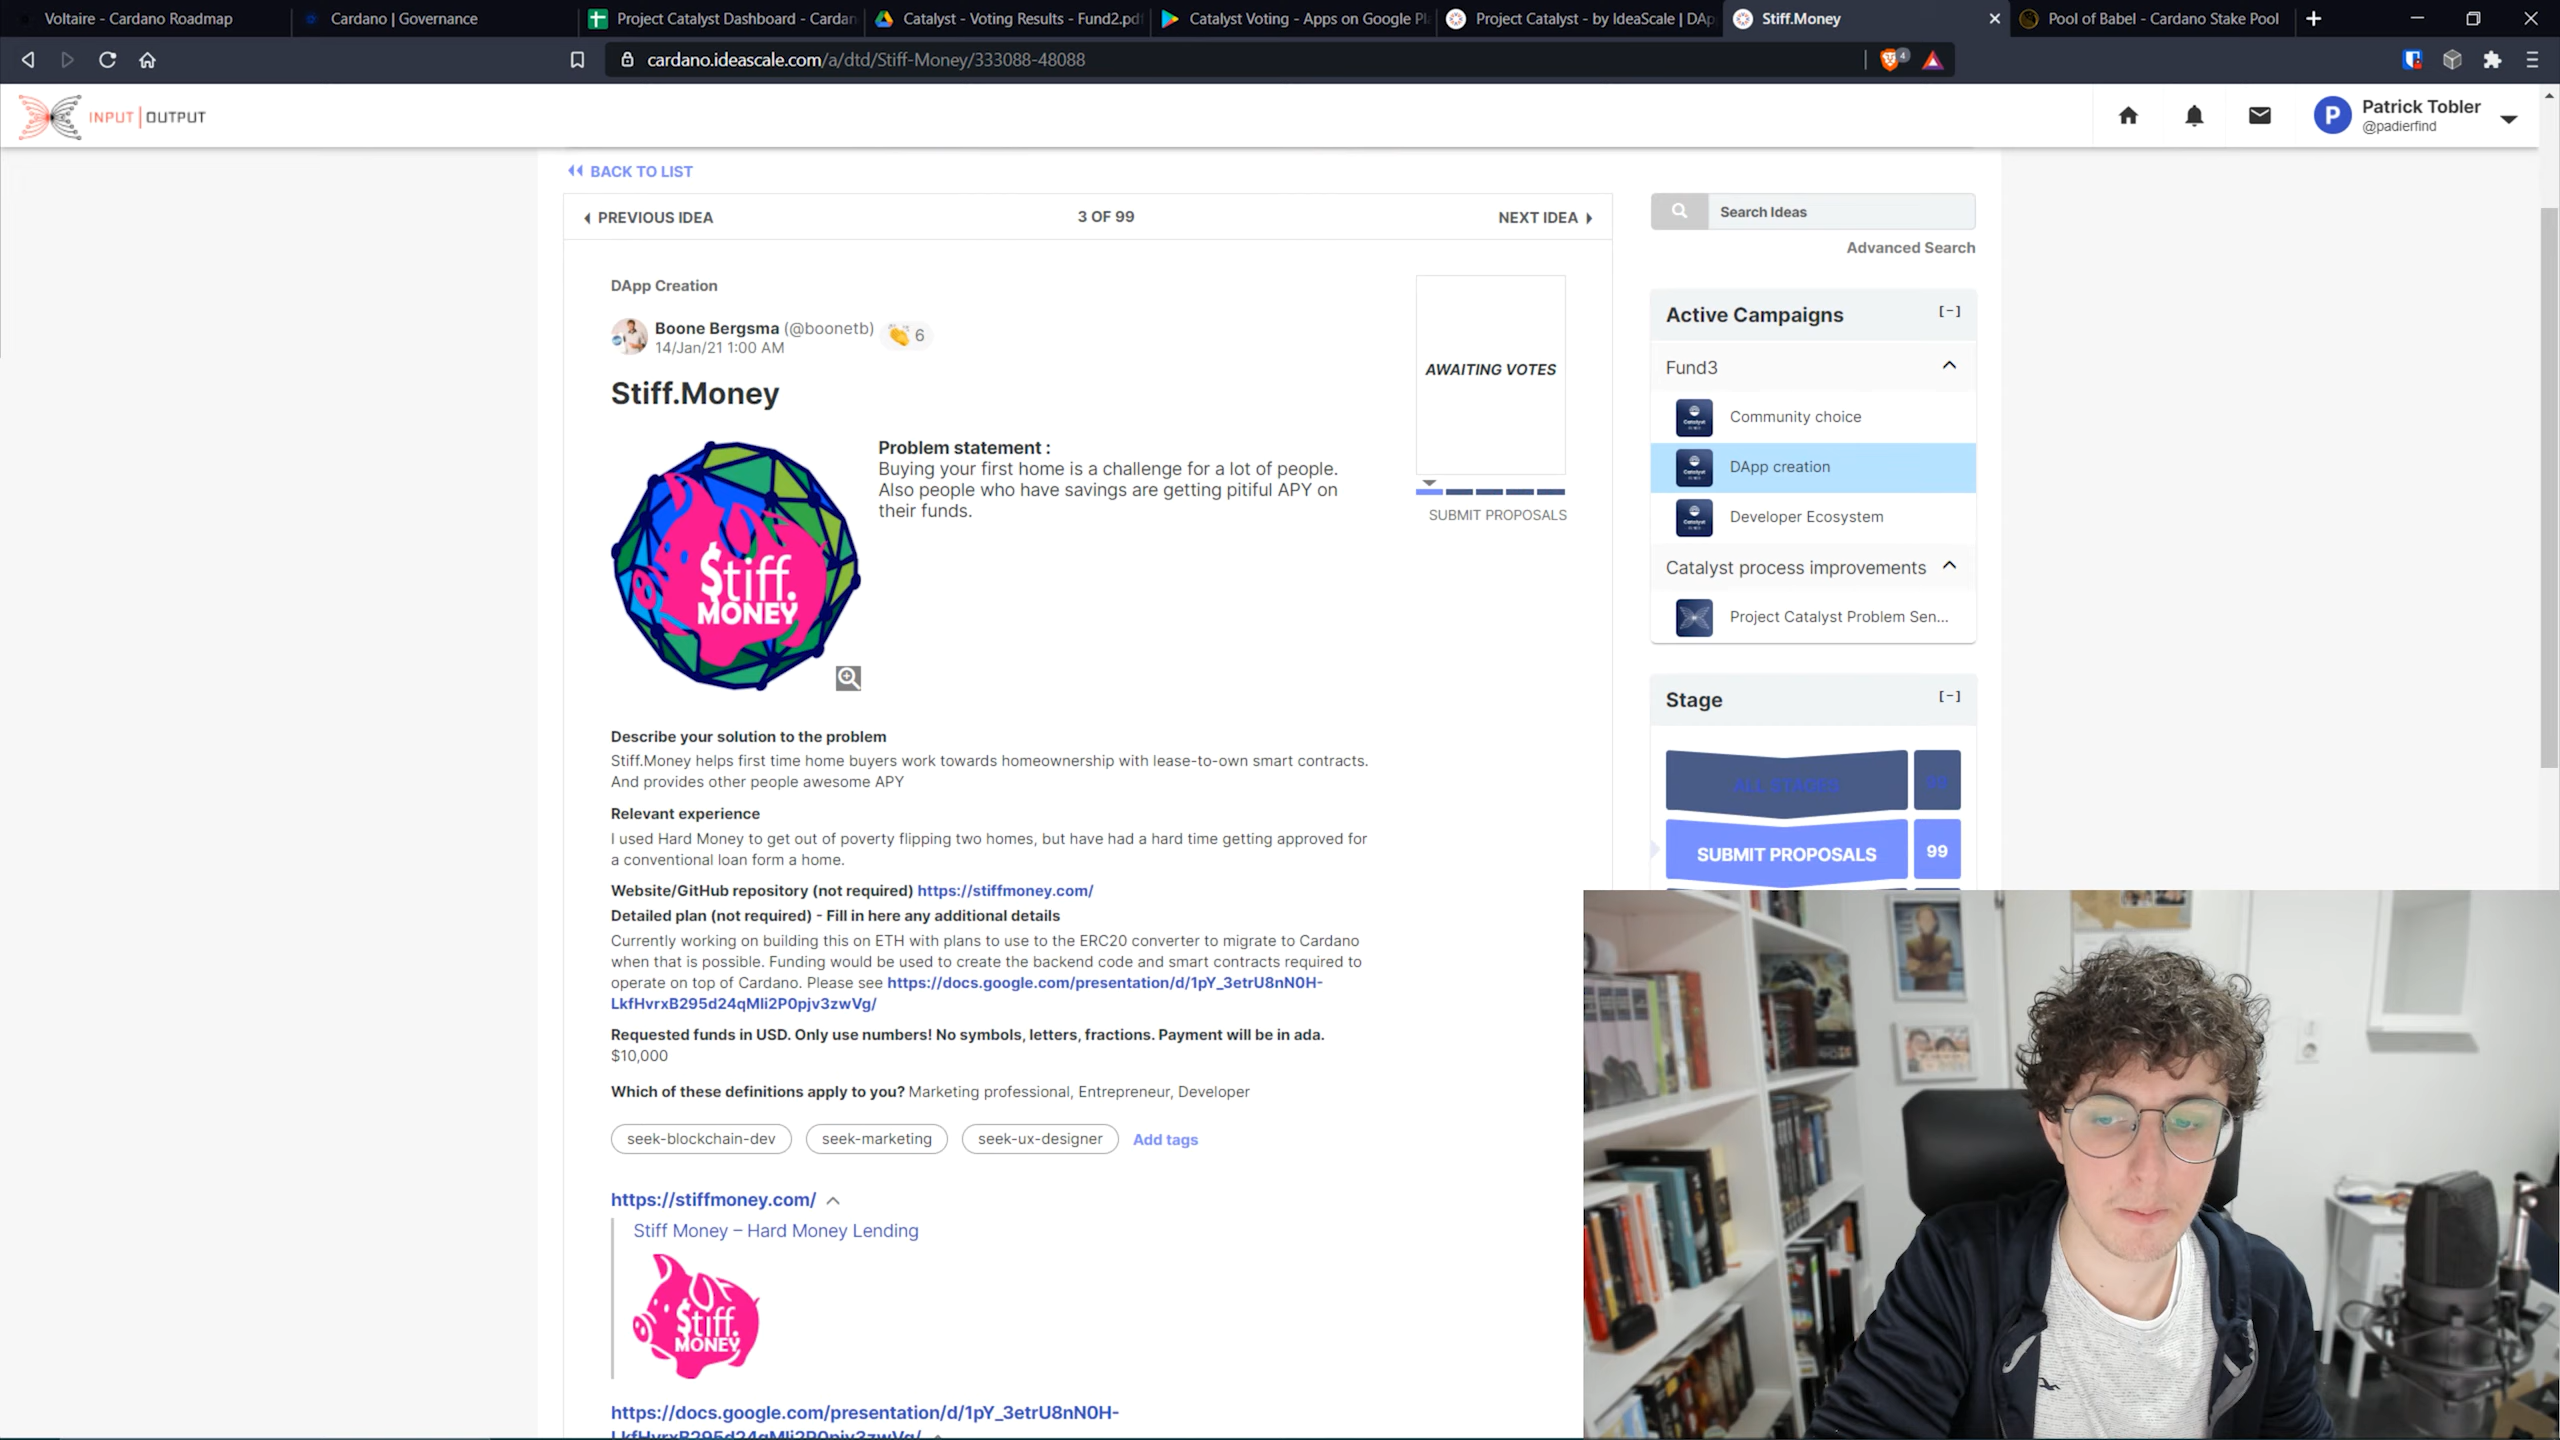 Voltaire - Cardano Roadmap
Cardano | Governance
Project Catalyst Dashboard - Cardan
Catalyst - Voting Results - Fund2.pdf
Catalyst Voting - Apps on Google Pl
Project Catalyst - by IdeaScale | DAp
Stiff.Money
Pool of Babel - Cardano Stake Pool
cardano.ideascale.com/a/dtd/Stiff-Money/333088-48088
4
INPUT | OUTPUT
P
Patrick Tobler
@padierfind
BACK TO LIST
PREVIOUS IDEA
3 OF 99
NEXT IDEA
Search Ideas
Advanced Search
DApp Creation
Boone Bergsma (@boonetb)
6
14/Jan/21 1:00 AM
Stiff.Money
AWAITING VOTES
SUBMIT PROPOSALS
Problem statement :
Buying your first home is a challenge for a lot of people.
Also people who have savings are getting pitiful APY on
their funds.
$tiff.
MONEY
Describe your solution to the problem
Stiff.Money helps first time home buyers work towards homeownership with lease-to-own smart contracts.
And provides other people awesome APY
Relevant experience
I used Hard Money to get out of poverty flipping two homes, but have had a hard time getting approved for
a conventional loan form a home.
Website/GitHub repository (not required) https://stiffmoney.com/
Detailed plan (not required) - Fill in here any additional details
Currently working on building this on ETH with plans to use to the ERC20 converter to migrate to Cardano
when that is possible. Funding would be used to create the backend code and smart contracts required to
operate on top of Cardano. Please see https://docs.google.com/presentation/d/1pY_3etrU8nN0H-
LkfHvrxB295d24qMli2P0pjv3zwVg/
Requested funds in USD. Only use numbers! No symbols, letters, fractions. Payment will be in ada.
$10,000
Which of these definitions apply to you? Marketing professional, Entrepreneur, Developer
seek-blockchain-dev
seek-marketing
seek-ux-designer
Add tags
https://stiffmoney.com/
Stiff Money – Hard Money Lending
$tiff.
MONEY
https://docs.google.com/presentation/d/1pY_3etrU8nN0H-
LkfHvrxB295d24qMli2P0pjv3zwVg/
Active Campaigns
[-]
Fund3
Community choice
DApp creation
Developer Ecosystem
Catalyst process improvements
Project Catalyst Problem Sen...
Stage
[-]
ALL STAGES
SUBMIT PROPOSALS
99